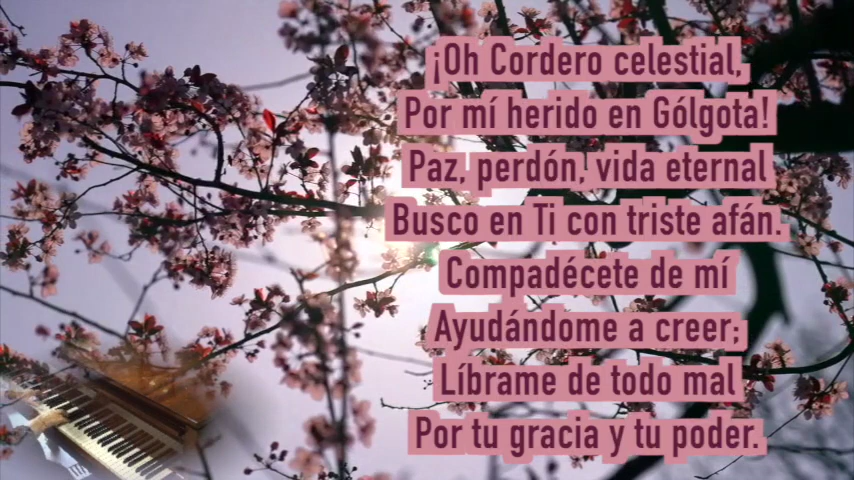 ¡Oh Cordero celestial,
Por mí herido en Gólgota!
Paz, perdón, vida eternal
Busco en Ti con triste afán.
Compadécete de mí
Ayudándome a creer;
Líbrame de todo mal
Por tu gracia y tu poder.